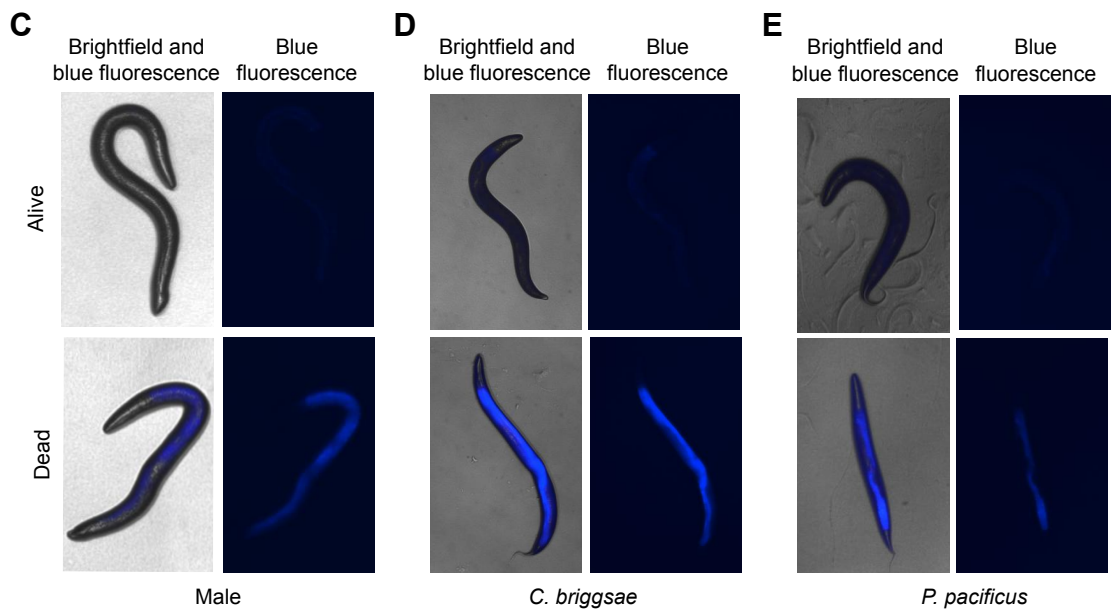 C
Brightfield and
blue fluorescence
Blue
fluorescence
D
Brightfield and
blue fluorescence
Blue
fluorescence
E
Brightfield and
blue fluorescence
Blue
fluorescence
Alive
Dead
Male
C. briggsae
P. pacificus